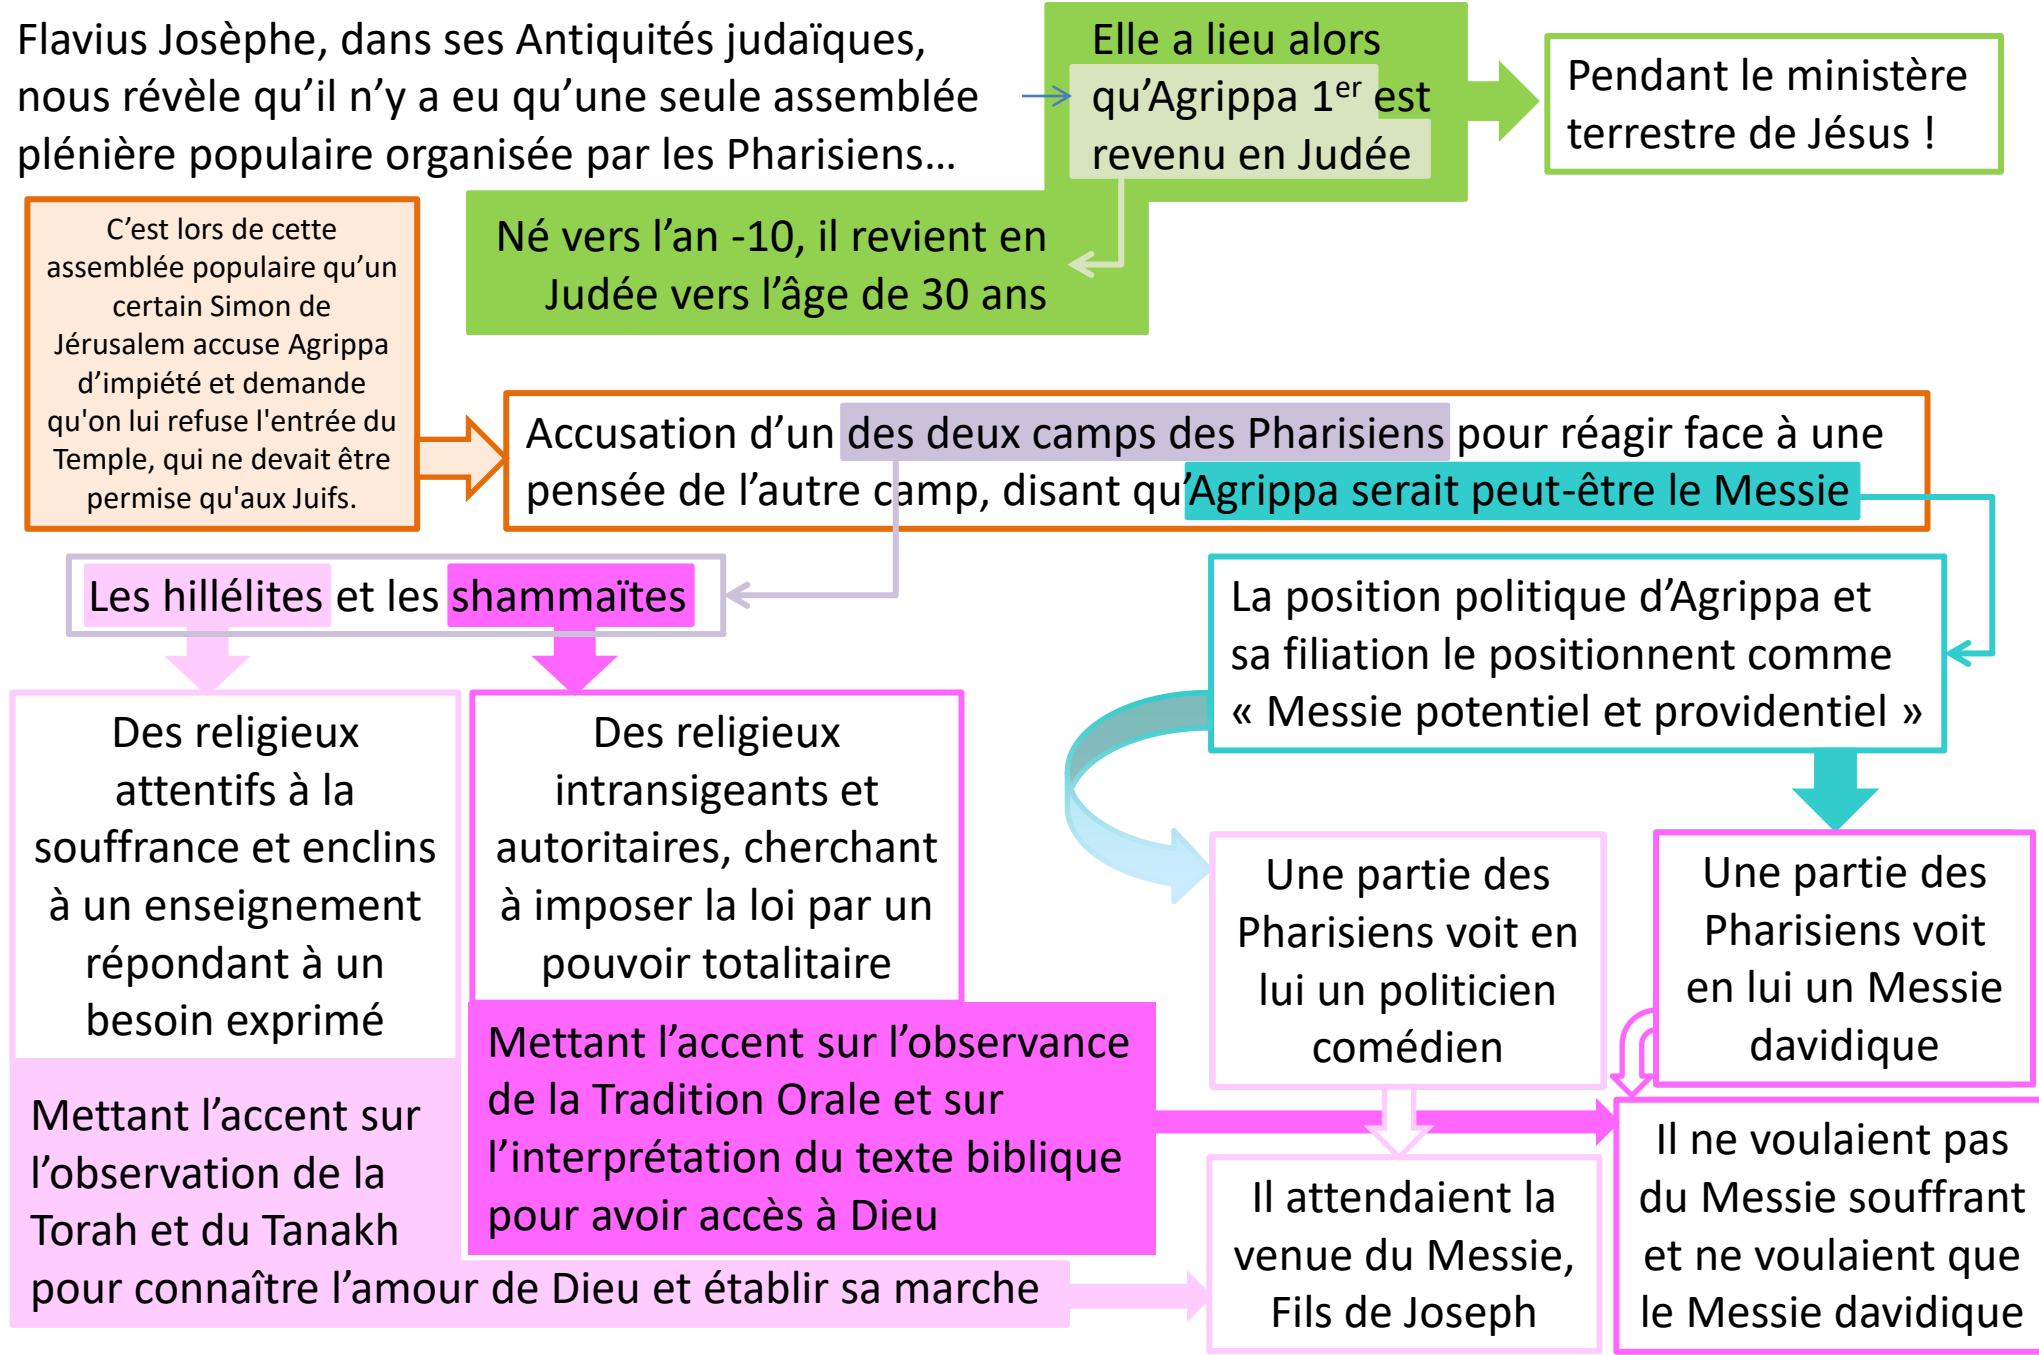 Flavius Josèphe, dans ses Antiquités judaïques,
nous révèle qu’il n’y a eu qu’une seule assemblée
plénière populaire organisée par les Pharisiens…
Elle a lieu alors
qu’Agrippa 1er est
revenu en Judée
Pendant le ministère
terrestre de Jésus !
Né vers l’an -10, il revient en
Judée vers l’âge de 30 ans
C’est lors de cette
assemblée populaire qu’un
certain Simon de
Jérusalem accuse Agrippa
d’impiété et demande
qu'on lui refuse l'entrée du
Temple, qui ne devait être
permise qu'aux Juifs.
Accusation d’un des deux camps des Pharisiens pour réagir face à une
pensée de l’autre camp, disant qu’Agrippa serait peut-être le Messie
Les hillélites et les shammaïtes
La position politique d’Agrippa et
sa filiation le positionnent comme
« Messie potentiel et providentiel »
Des religieux
attentifs à la
souffrance et enclins
à un enseignement
répondant à un
besoin exprimé
Mettant l’accent sur
l’observation de la
Torah et du Tanakh
pour connaître l’amour de Dieu et établir sa marche
Des religieux
intransigeants et
autoritaires, cherchant
à imposer la loi par un
pouvoir totalitaire
Mettant l’accent sur l’observance
de la Tradition Orale et sur
l’interprétation du texte biblique
pour avoir accès à Dieu
Une partie des
Pharisiens voit en
lui un politicien
comédien
Il attendaient la
venue du Messie,
Fils de Joseph
Une partie des
Pharisiens voit
en lui un Messie
davidique
Il ne voulaient pas
du Messie souffrant
et ne voulaient que
le Messie davidique